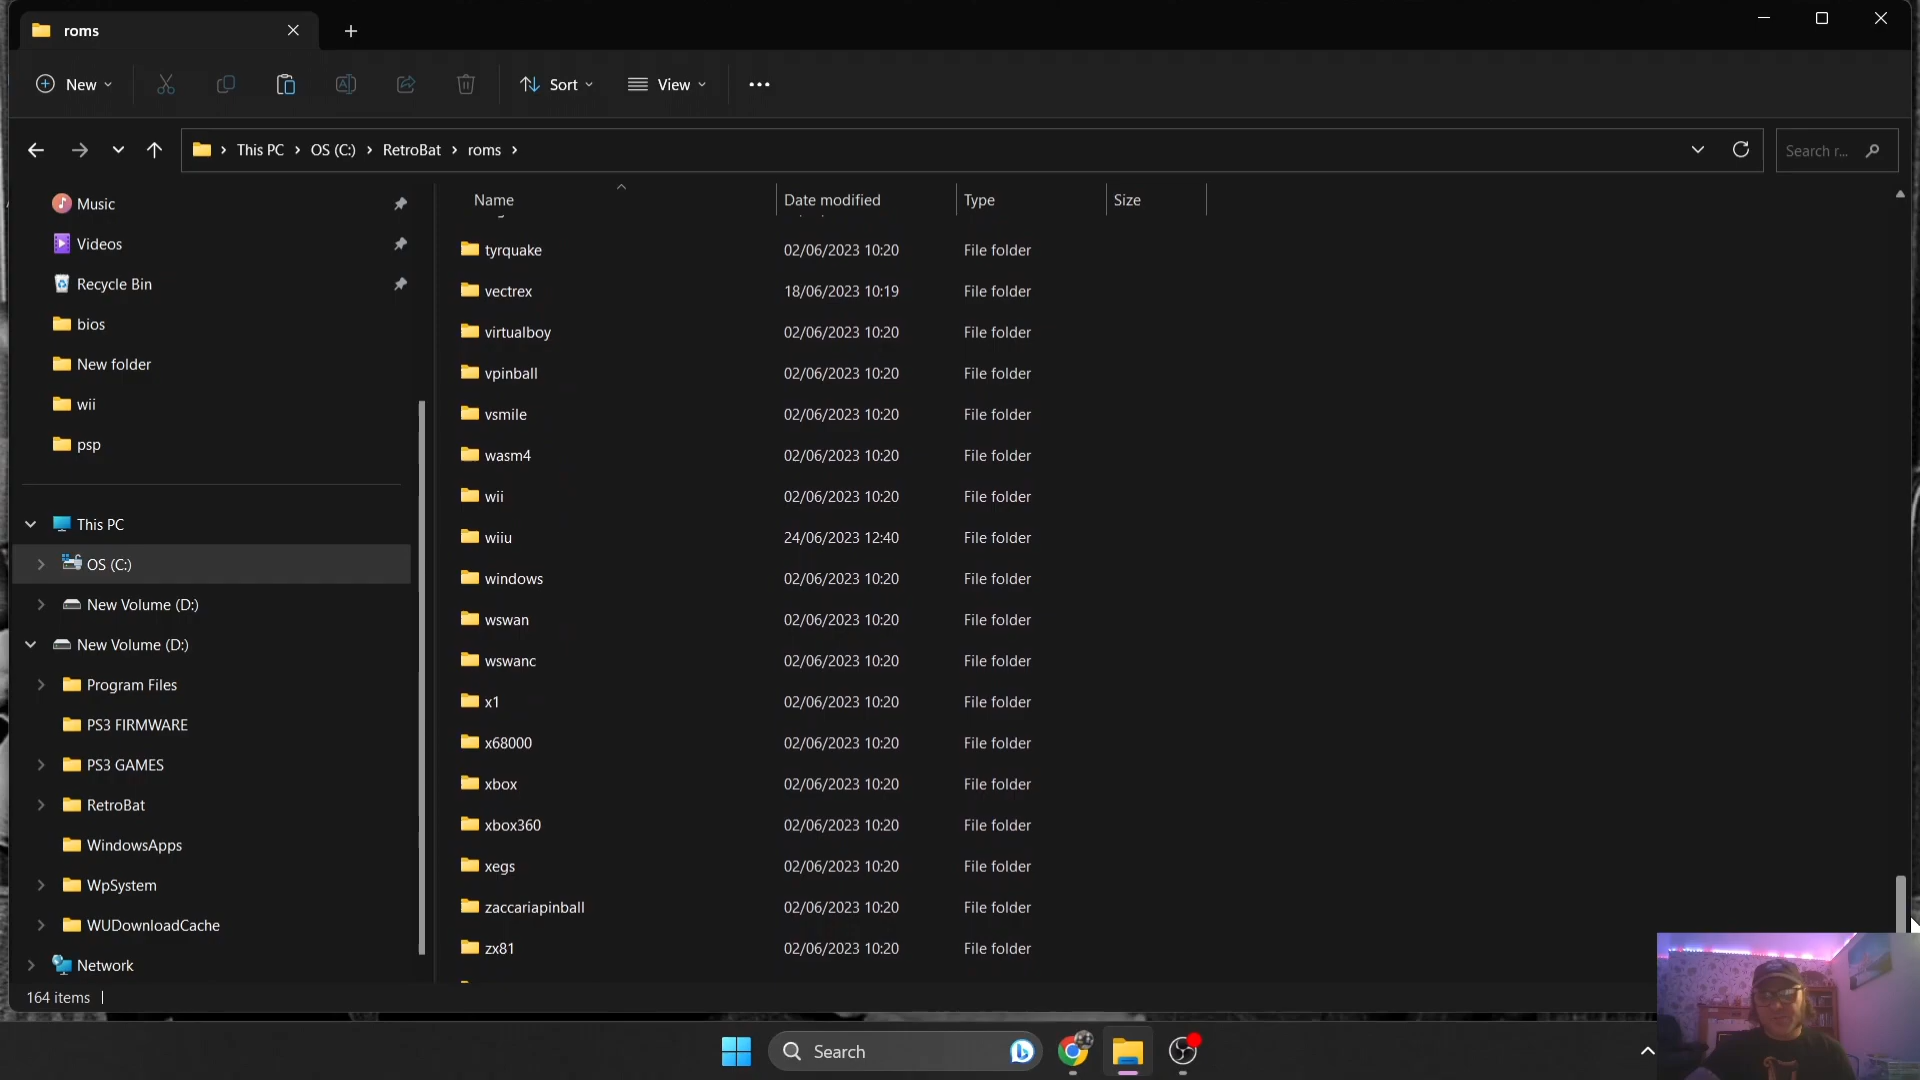 roms
New
Sort
View
This PC
OS (C:)
RetroBat
roms
Search r...
Name
Date modified
Type
Size
Music
Videos
Recycle Bin
bios
New folder
wii
psp
This PC
OS (C:)
New Volume (D:)
New Volume (D:)
Program Files
PS3 FIRMWARE
PS3 GAMES
RetroBat
WindowsApps
WpSystem
WUDownloadCache
Network
tyrquake 02/06/2023 10:20 File folder
vectrex 18/06/2023 10:19 File folder
virtualboy 02/06/2023 10:20 File folder
vpinball 02/06/2023 10:20 File folder
vsmile 02/06/2023 10:20 File folder
wasm4 02/06/2023 10:20 File folder
wii 02/06/2023 10:20 File folder
wiiu 24/06/2023 12:40 File folder
windows 02/06/2023 10:20 File folder
wswan 02/06/2023 10:20 File folder
wswanc 02/06/2023 10:20 File folder
x1 02/06/2023 10:20 File folder
x68000 02/06/2023 10:20 File folder
xbox 02/06/2023 10:20 File folder
xbox360 02/06/2023 10:20 File folder
xegs 02/06/2023 10:20 File folder
zaccariapinball 02/06/2023 10:20 File folder
zx81 02/06/2023 10:20 File folder
164 items
Search